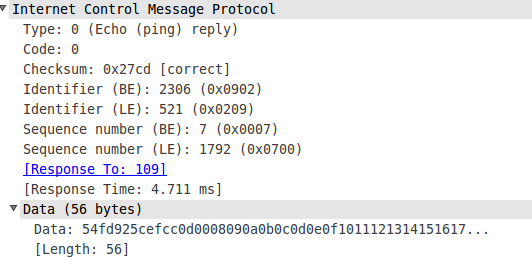 Internet Control Message Protocol
Type: 0 (Echo (ping) reply)
Code: 0
Checksum: 0x27cd [correct]
Identifier (BE): 2306 (0x0902)
Identifier (LE): 521 (0x0209)
Sequence number (BE): 7 (0x0007)
Sequence number (LE): 1792 (0x0700)
[Response To: 109]
[Response Time: 4.711 ms]
Data (56 bytes)
Data: 54fd925cefcc0d0008090a0b0c0d0e0f1011121314151617...
[Length: 56]